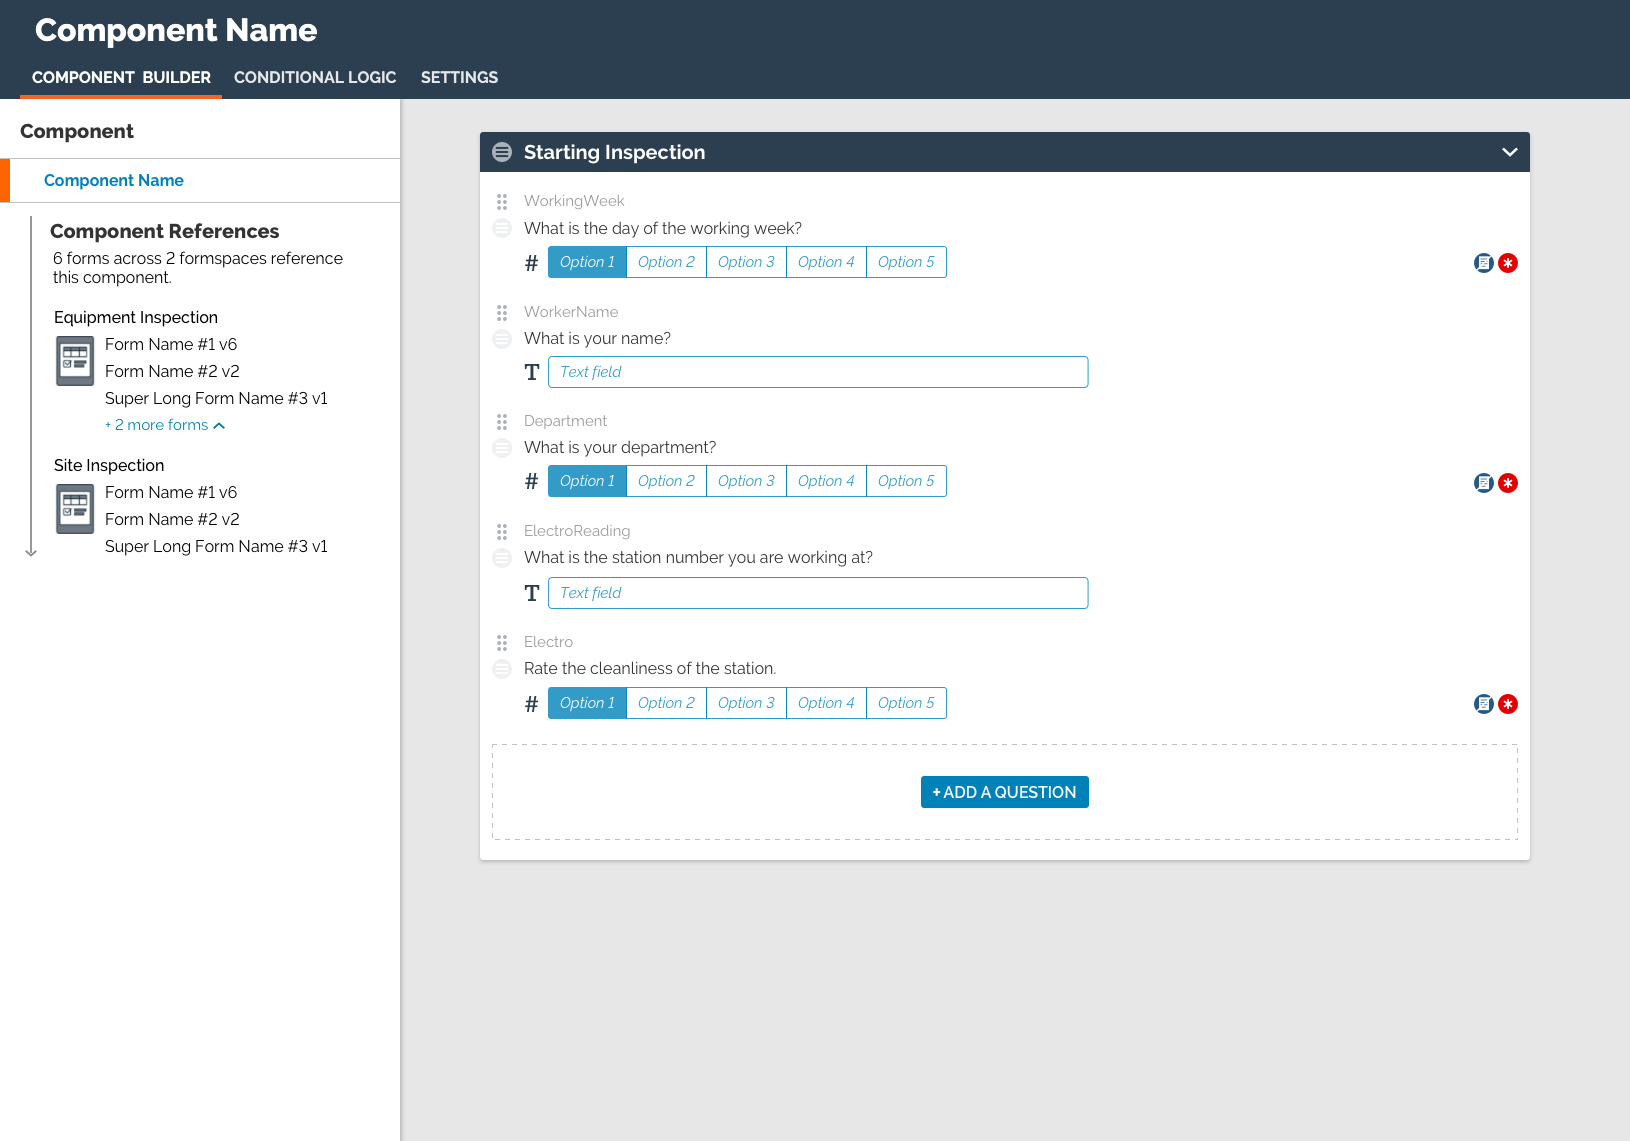 Component Name
COMPONENT BUILDER CONDITIONAL LOGIC SETTINGS
Component
Component Name
Component References
6 forms across 2 formspaces reference
this component.
Equipment Inspection
Form Name #1 v6
Form Name #2 v2
Super Long Form Name #3 v1
+ 2 more forms
Site Inspection
Form Name #1 v6
Form Name #2 v2
Super Long Form Name #3 v1
Starting Inspection
WorkingWeek
What is the day of the working week?
# Option 1 Option 2 Option 3 Option 4 Option 5
WorkerName
What is your name?
T Text field
Department
What is your department?
# Option 1 Option 2 Option 3 Option 4 Option 5
ElectroReading
What is the station number you are working at?
T Text field
Electro
Rate the cleanliness of the station.
# Option 1 Option 2 Option 3 Option 4 Option 5
+ ADD A QUESTION